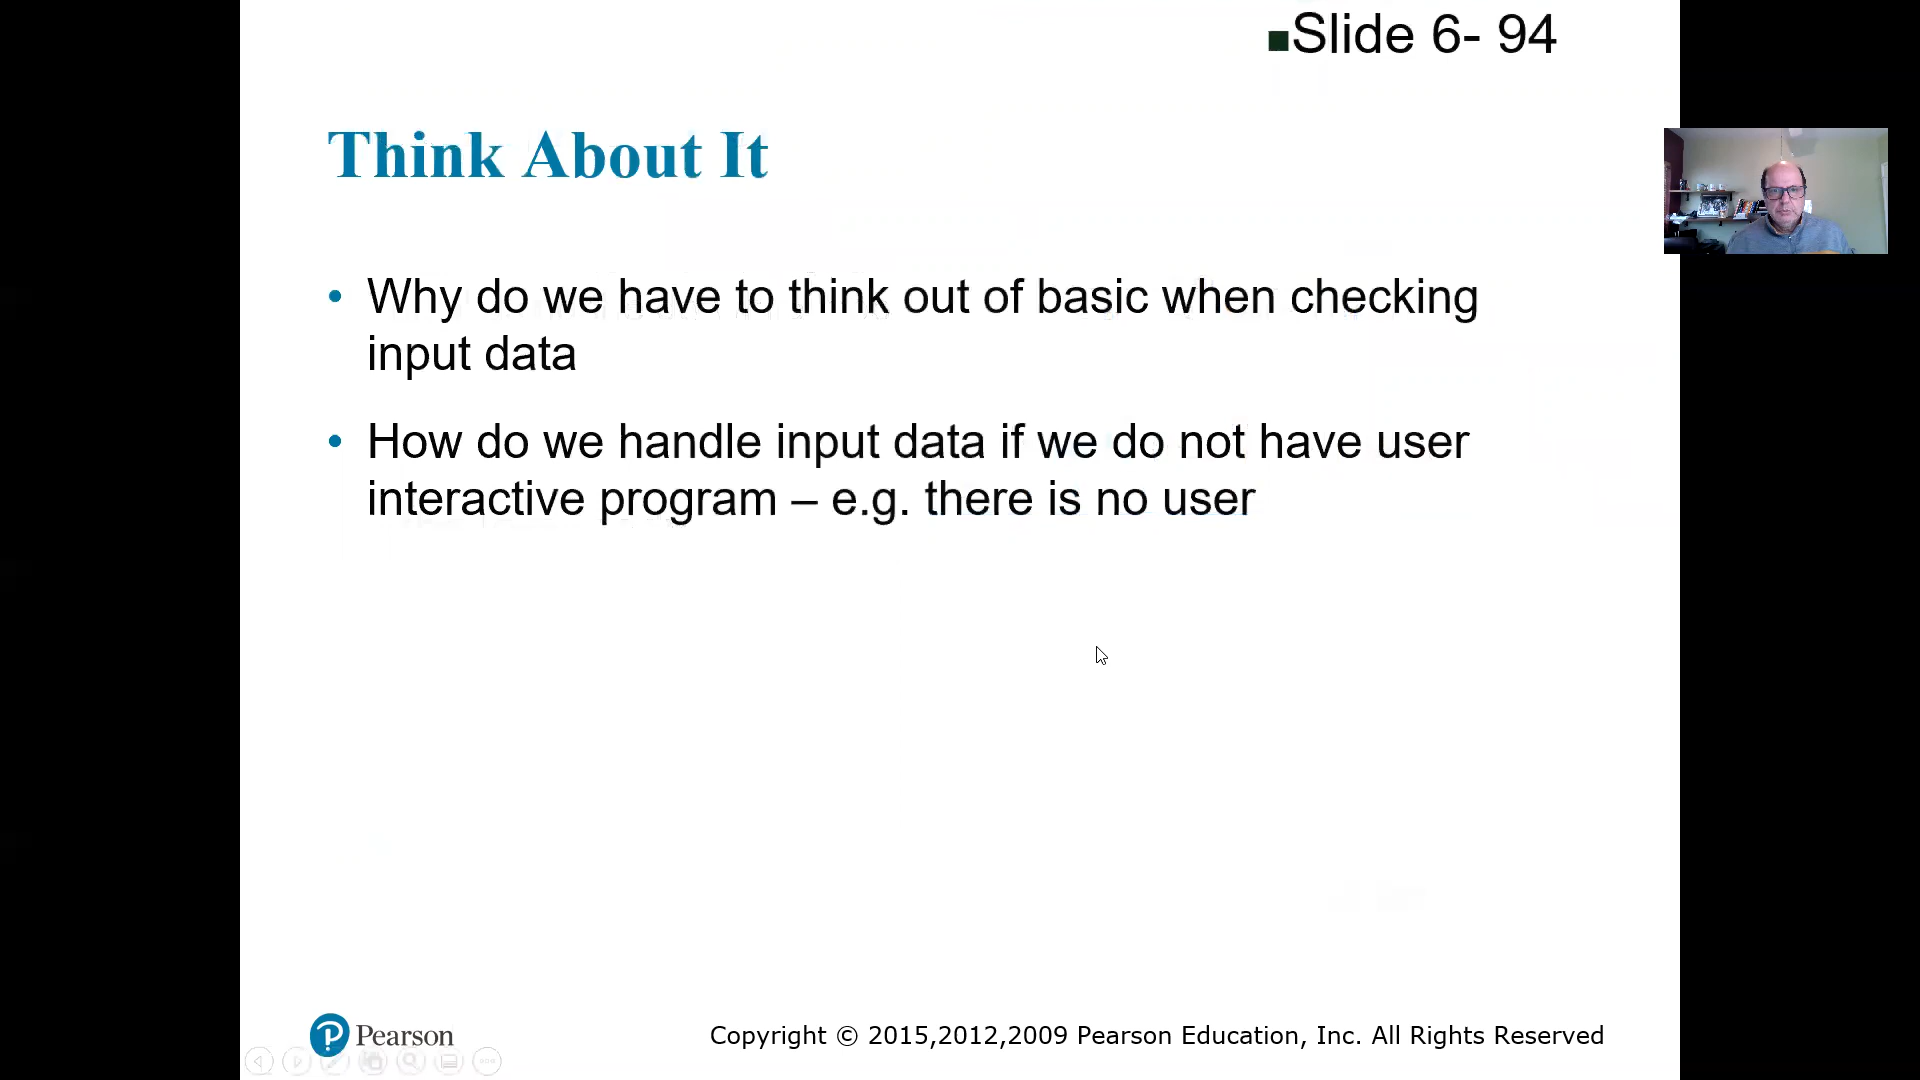 ■Slide 6- 94
Think About It
• Why do we have to think out of basic when checking
input data
• How do we handle input data if we do not have user
interactive program – e.g. there is no user
Pearson
Copyright © 2015,2012,2009 Pearson Education, Inc. All Rights Reserved